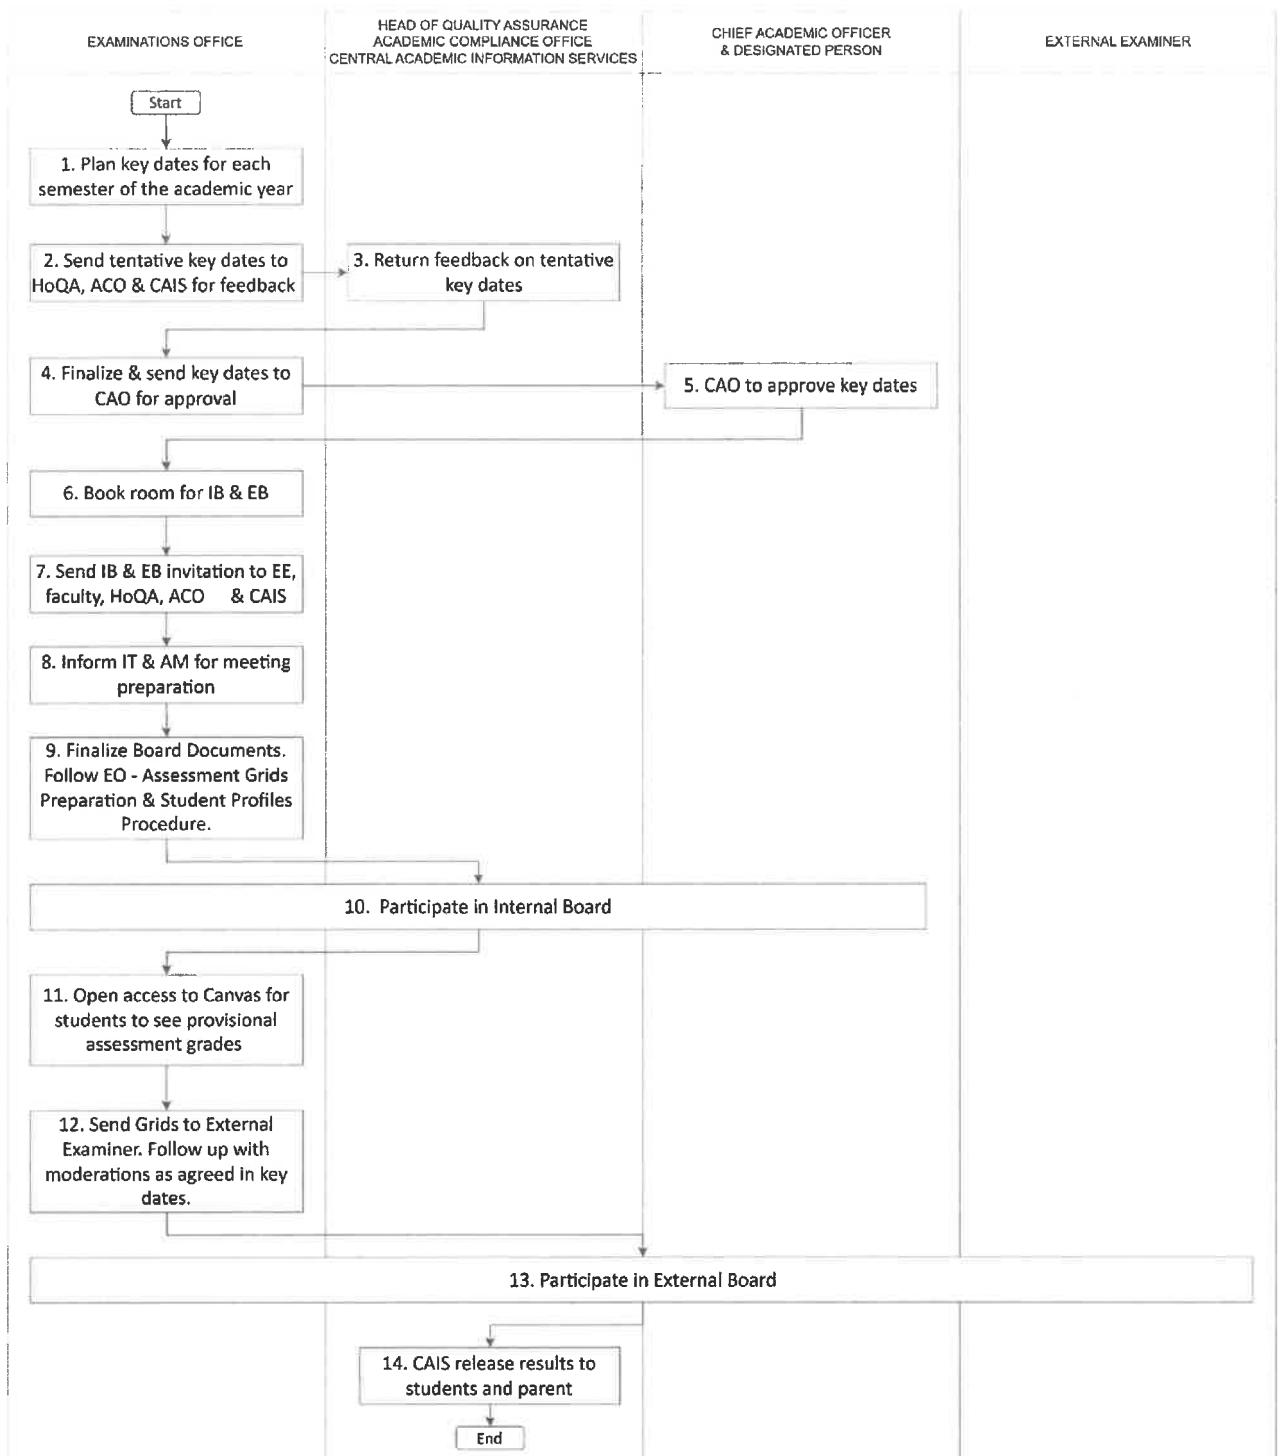 EXAMINATIONS OFFICE
HEAD OF QUALITY ASSURANCE
ACADEMIC COMPLIANCE OFFICE
CENTRAL ACADEMIC INFORMATION SERVICES
CHIEF ACADEMIC OFFICER
& DESIGNATED PERSON
EXTERNAL EXAMINER
Start
1. Plan key dates for each
semester of the academic year
2. Send tentative key dates to
HoQA, ACO & CAIS for feedback
3. Return feedback on tentative
key dates
4. Finalize & send key dates to
CAO for approval
5. CAO to approve key dates
6. Book room for IB & EB
7. Send IB & EB invitation to EE,
faculty, HoQA, ACO & CAIS
8. Inform IT & AM for meeting
preparation
9. Finalize Board Documents.
Follow EO - Assessment Grids
Preparation & Student Profiles
Procedure.
10. Participate in Internal Board
11. Open access to Canvas for
students to see provisional
assessment grades
12. Send Grids to External
Examiner. Follow up with
moderations as agreed in key
dates.
13. Participate in External Board
14. CAIS release results to
students and parent
End